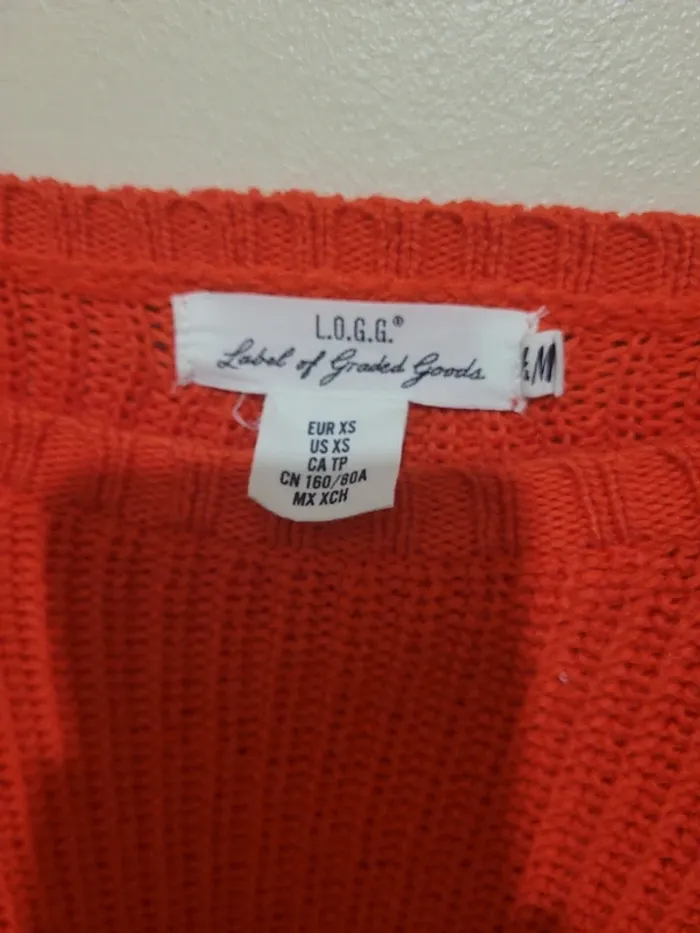 L.O.G.G.®
Label of Graded Goods
&M
EUR XS
US XS
CA TP
CN 160/80A
MX XCH